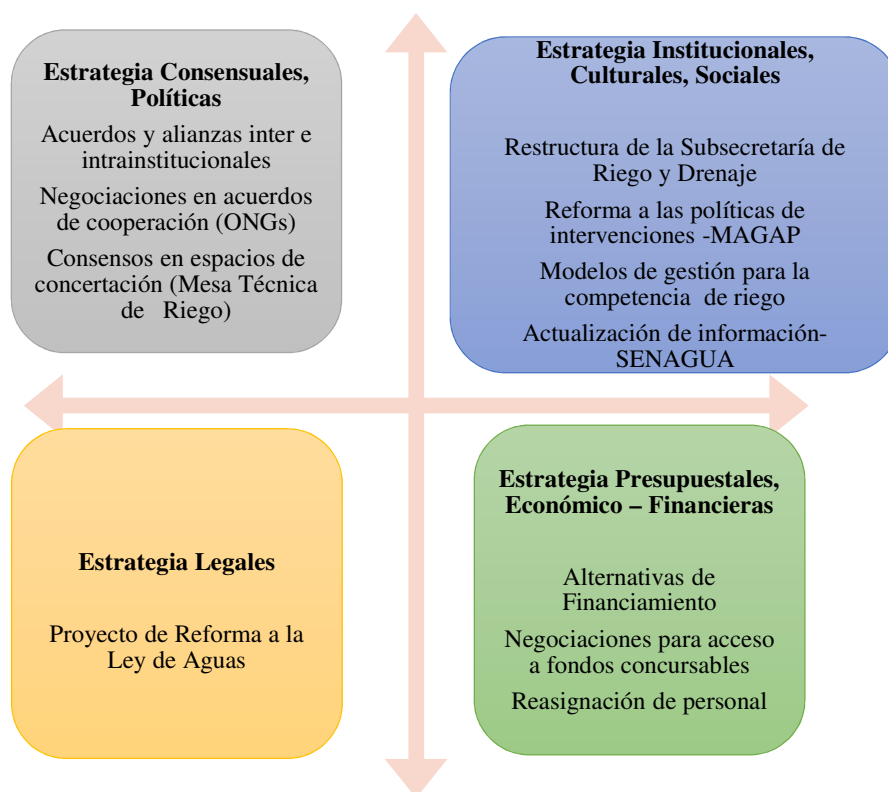 Estrategia Consensuales,
Políticas
Acuerdos y alianzas inter e
intrainstitucionales
Negociaciones en acuerdos
de cooperación (ONGs)
Consensos en espacios de
concertación (Mesa Técnica
de Riego)
Estrategia Institucionales,
Culturales, Sociales
Restructura de la Subsecretaría de
Riego y Drenaje
Reforma a las políticas de
intervenciones -MAGAP
Modelos de gestión para la
competencia de riego
Actualización de información-
SENAGUA
Estrategia Legales
Proyecto de Reforma a la
Ley de Aguas
Estrategia Presupuestales,
Económico – Financieras
Alternativas de
Financiamiento
Negociaciones para acceso
a fondos concursables
Reasignación de personal